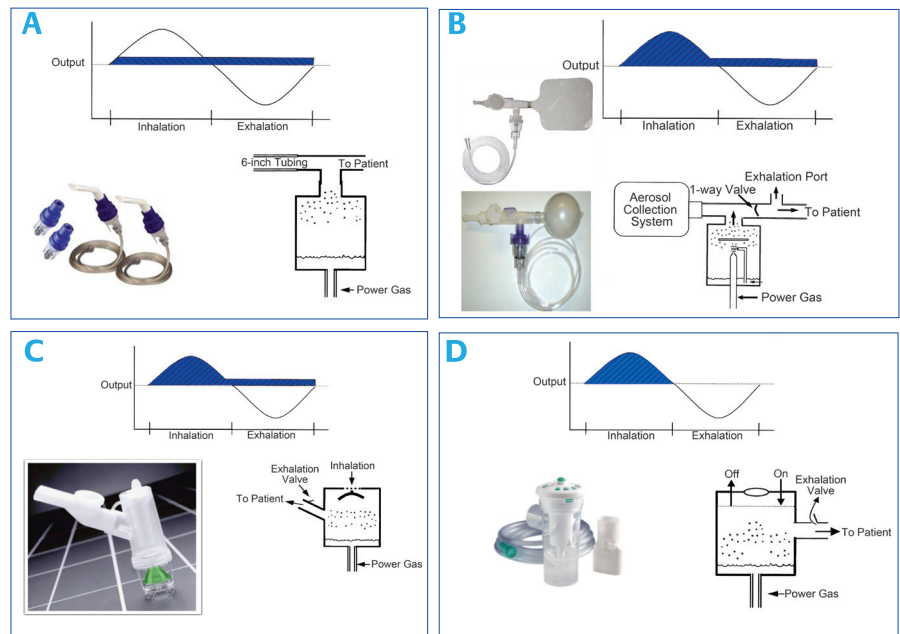 A
Output
Inhalation
Exhalation
6-inch Tubing
To Patient
Power Gas
B
Output
Inhalation
Exhalation
Exhalation Port
1-way Valve
To Patient
Aerosol
Collection
System
Power Gas
C
Output
Inhalation
Exhalation
Exhalation
Valve
Inhalation
To Patient
Power Gas
D
Output
Inhalation
Exhalation
Off
On
Exhalation
Valve
To Patient
Power Gas